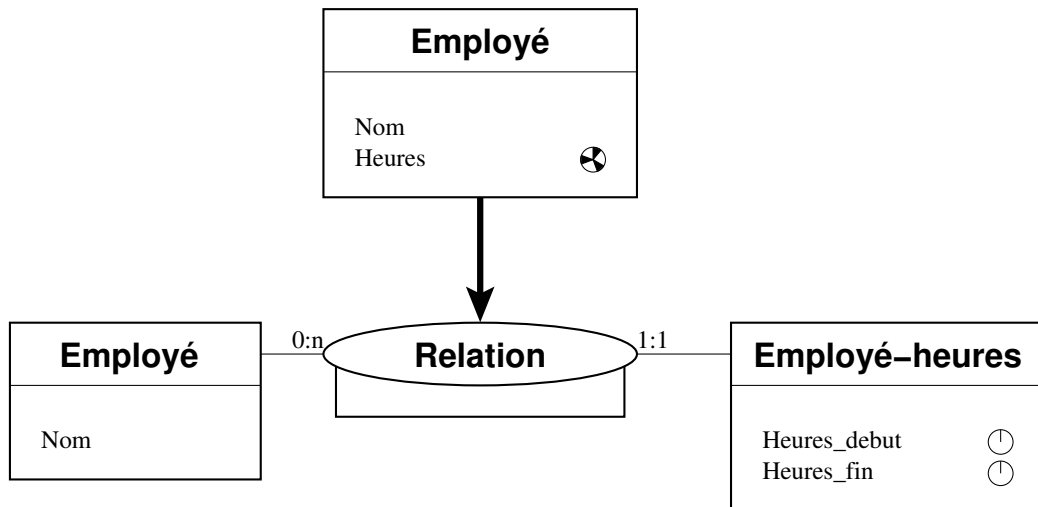 Employé
Nom
Heures
0:n
1:1
Employé
Relation
Employé−heures
Nom
Heures_debut
Heures_fin